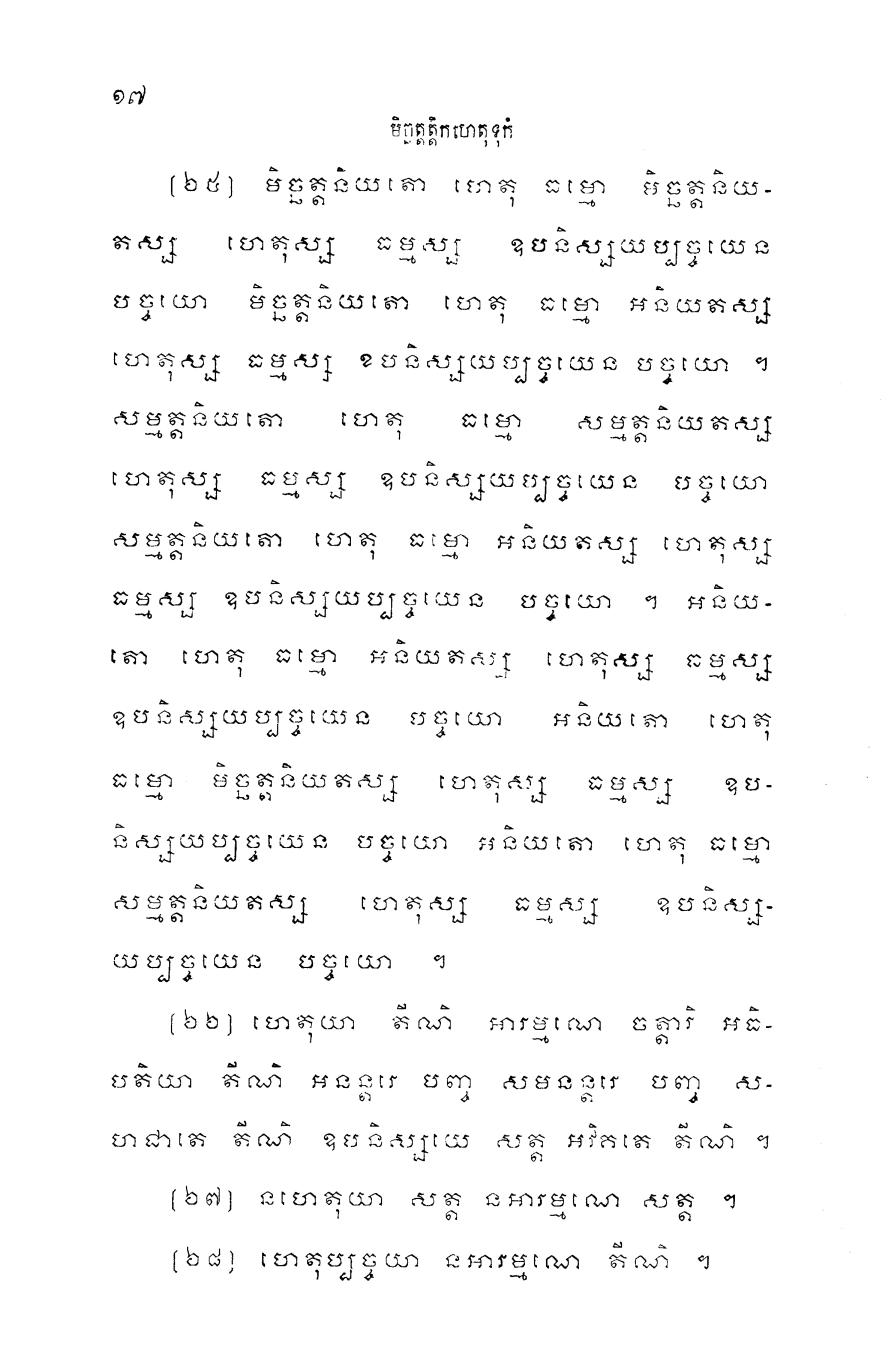 ១៧
មិច្ឆត្តត្តិកហេតុទុកំ
[២៥] មិច្ឆត្តនិយតោ ហេតុ ធម្មោ មិច្ឆត្តនិយ-
តស្ស ហេតុស្ស ធម្មស្ស ឧបនិស្សយប្បច្ចយេន
បច្ចយោ មិច្ឆត្តនិយតោ ហេតុ ធម្មោ អនិយតស្ស
ហេតុស្ស ធម្មស្ស ឧបនិស្សយប្បច្ចយេន បច្ចយោ ។
សម្មត្តនិយតោ ហេតុ ធម្មោ សម្មត្តនិយតស្ស
ហេតុស្ស ធម្មស្ស ឧបនិស្សយប្បច្ចយេន បច្ចយោ
សម្មត្តនិយតោ ហេតុ ធម្មោ អនិយតស្ស ហេតុស្ស
ធម្មស្ស ឧបនិស្សយប្បច្ចយេន បច្ចយោ ។ អនិយ-
តោ ហេតុ ធម្មោ អនិយតស្ស ហេតុស្ស ធម្មស្ស
ឧបនិស្សយប្បច្ចយេន បច្ចយោ អនិយតោ ហេតុ
ធម្មោ មិច្ឆត្តនិយតស្ស ហេតុស្ស ធម្មស្ស ឧប-
និស្សយប្បច្ចយេន បច្ចយោ អនិយតោ ហេតុ ធម្មោ
សម្មត្តនិយតស្ស ហេតុស្ស ធម្មស្ស ឧបនិស្ស-
យប្បច្ចយេន បច្ចយោ ។
[២២] ហេតុយា តីណិ អារម្មណេ ចត្តារិ អធិ-
បតិយា តីណិ អនន្តរេ បញ្ច សមនន្តរេ បញ្ច ស-
ហជាតេ តីណិ ឧបនិស្សយេ សត្ត អវិគតេ តីណិ ។
[២៧] នហេតុយា សត្ត នអារម្មណេ សត្ត ។
[២៨] ហេតុប្បច្ចយា នអារម្មណេ តីណិ ។